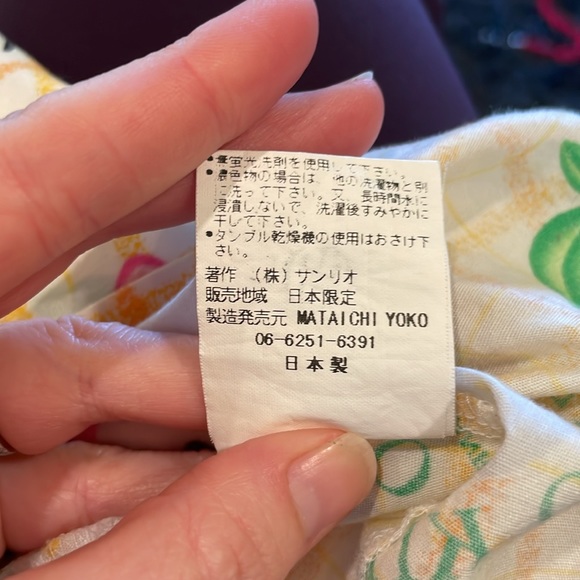 ●無蛍光洗剤を使用して下さい。
●濃色物の場合は、他の洗濯物と別
に洗って下さい。又、長時間水に
浸漬しないで、洗濯後すみやかに
干して下さい。
●タンブル乾燥機の使用はおさけ下
さい。
著作 (株)サンリオ
販売地域 日本限定
製造発売元 MATAICHI YOKO
06-6251-6391
日本製